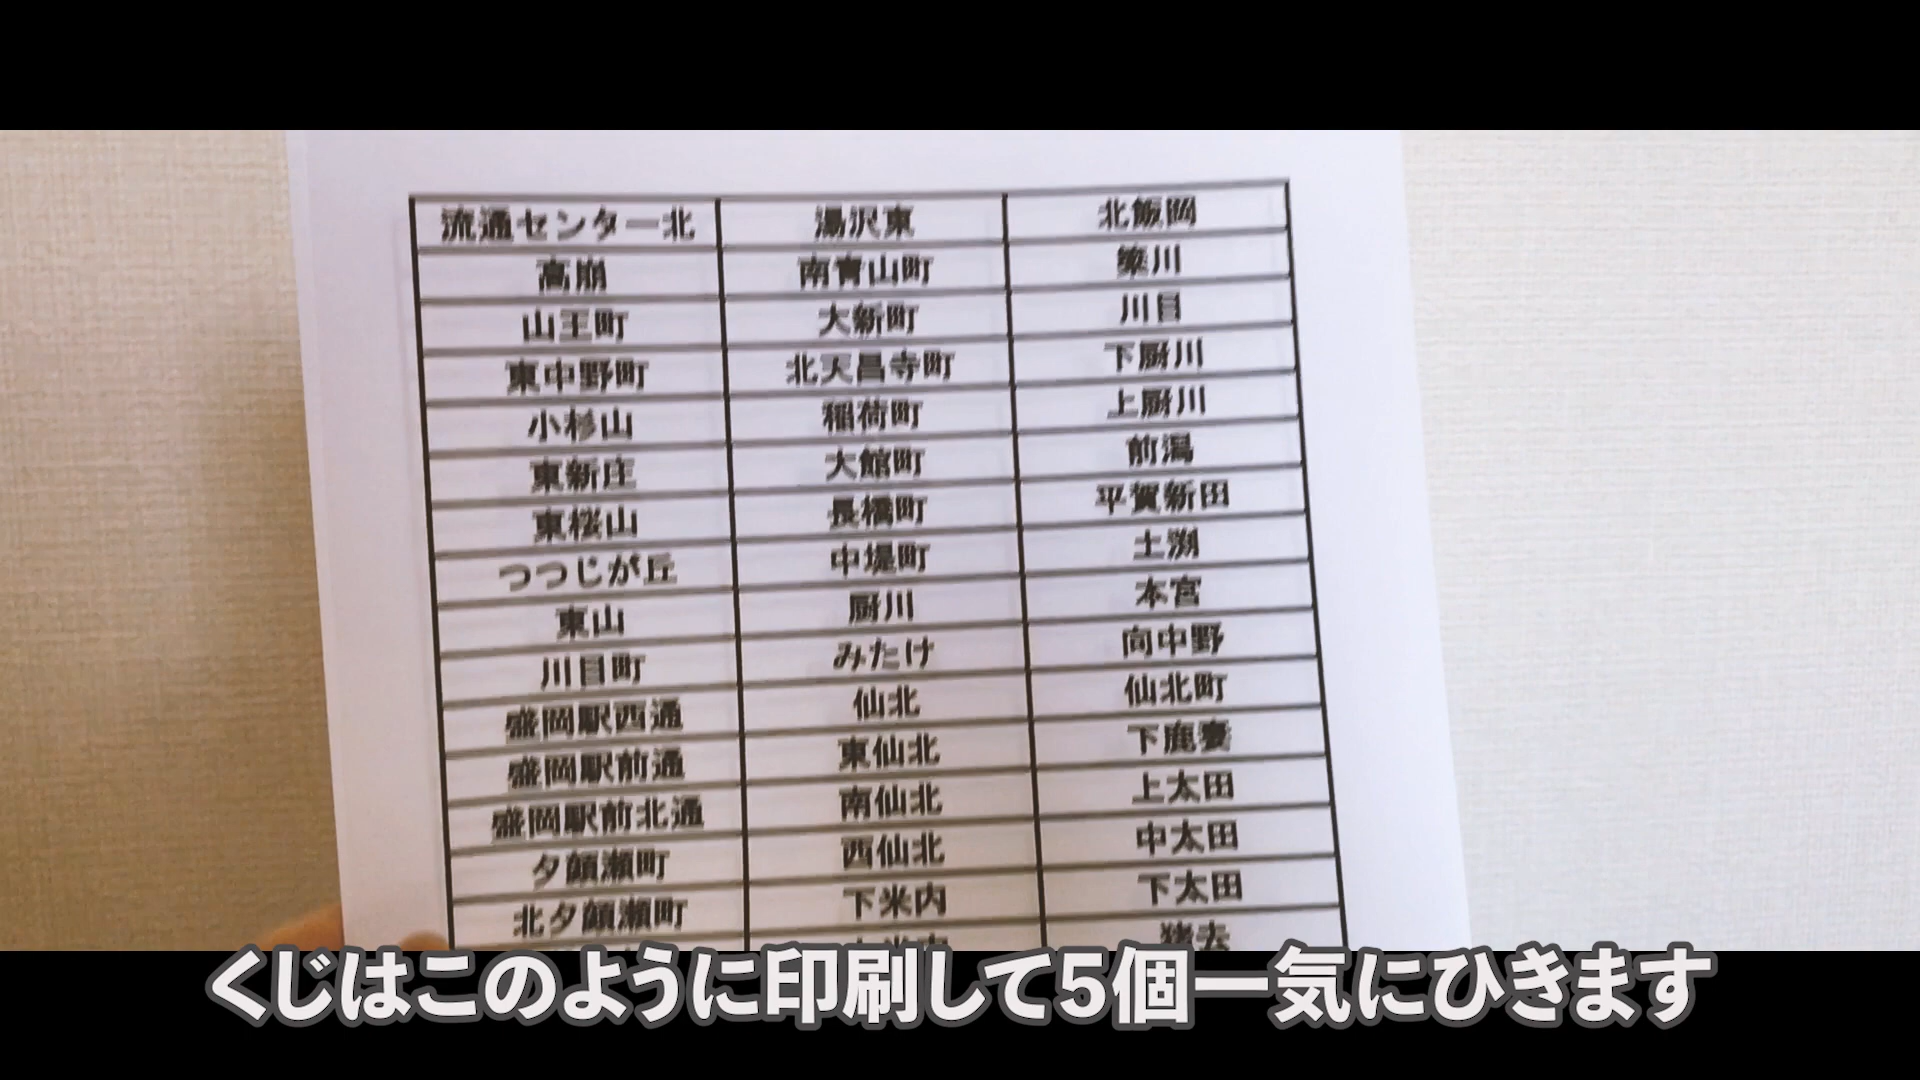 流通センター北 湯沢東 北飯岡
高崩 南青山町 簗川
山王町 大新町 川目
東中野町 北天昌寺町 下厨川
小杉山 稲荷町 上厨川
東新庄 大館町 前潟
東桜山 長橋町 平賀新田
つつじが丘 中堤町 土淵
東山 厨川 本宮
川目町 みたけ 向中野
盛岡駅西通 仙北 仙北町
盛岡駅前通 東仙北 下鹿妻
盛岡駅前北通 南仙北 上太田
夕顔瀬町 西仙北 中太田
北夕顔瀬町 下米内 下太田
猪去
くじはこのように印刷して5個一気にひきます